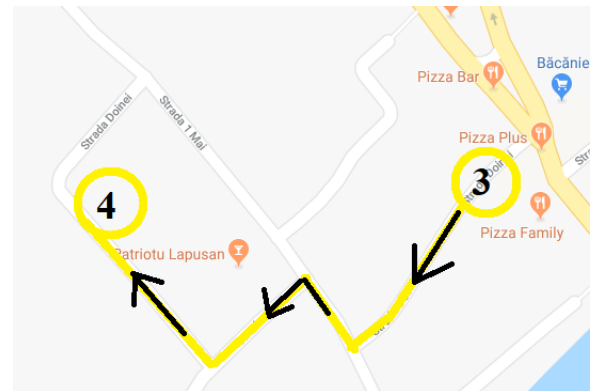 Pizza Bar
Băcănie
Strada Doinei
Strada 1 Mai
Pizza Plus
3
4
Pizza Family
Patriotu Lapusan